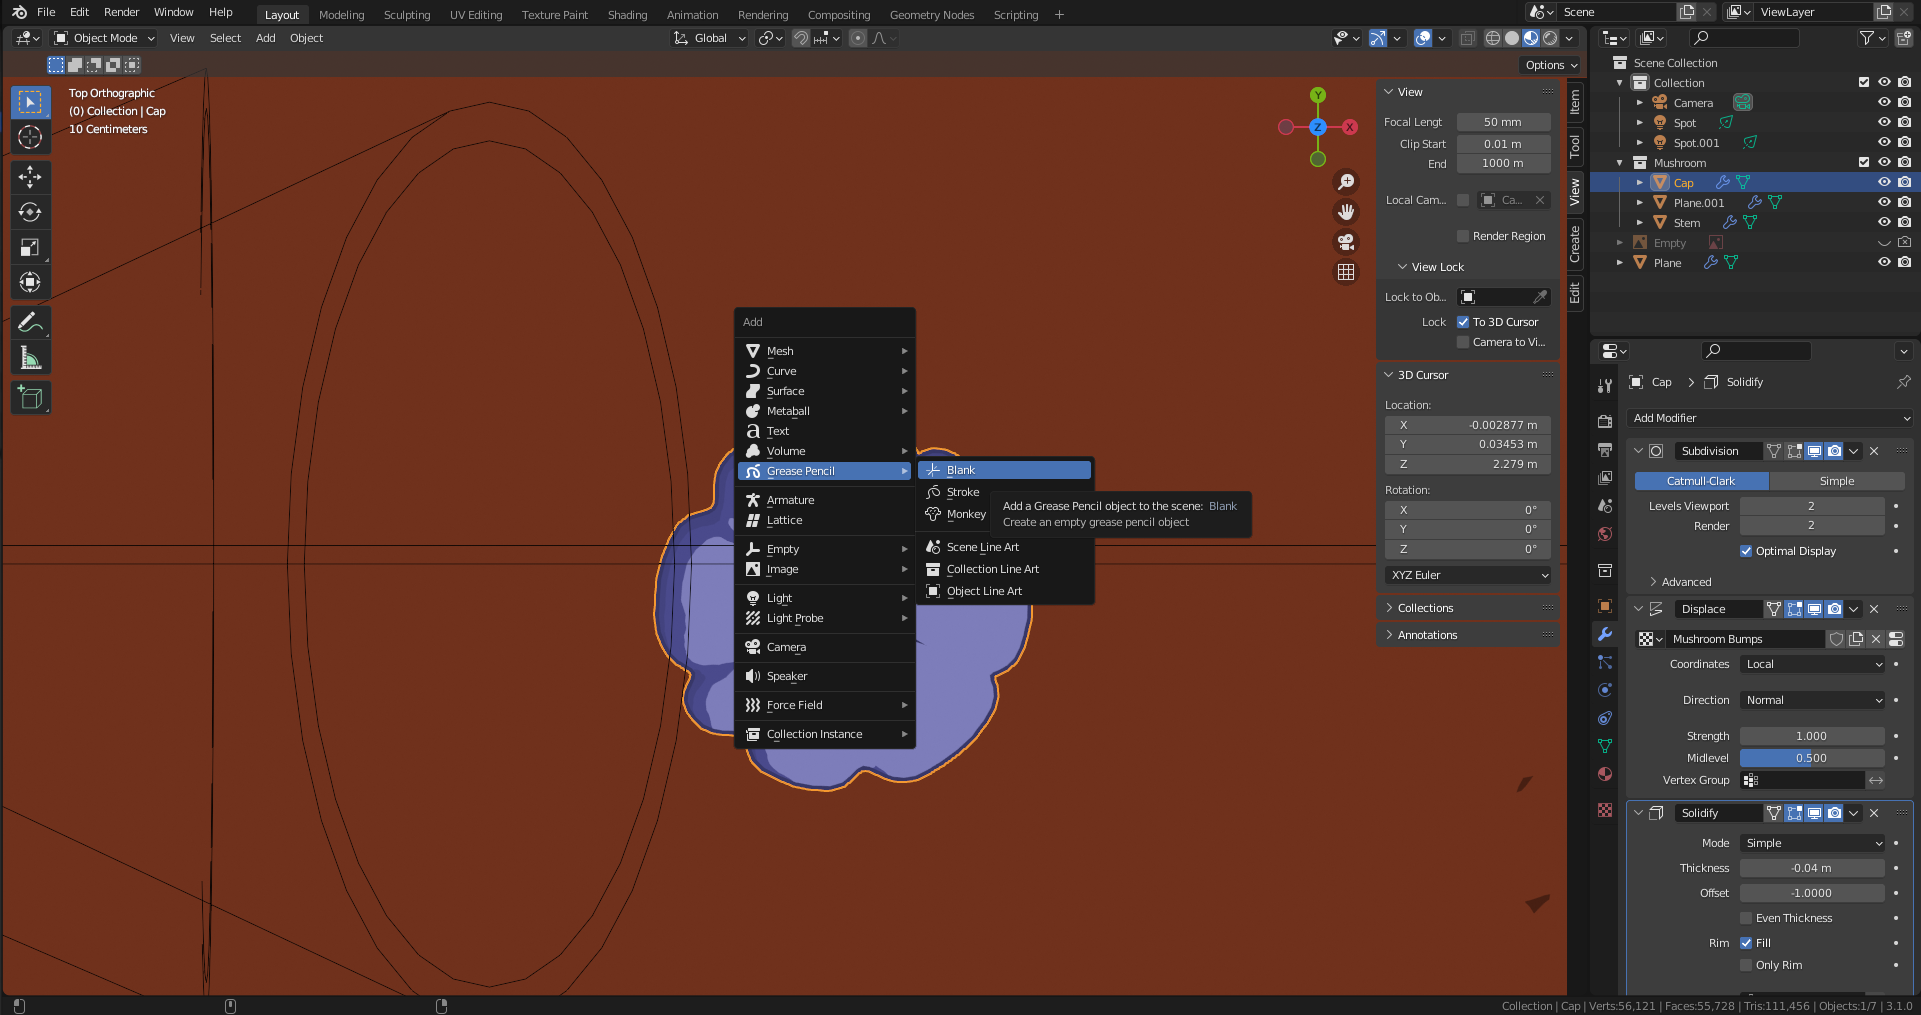 File Edit Render Window Help Layout Modeling Sculpting UV Editing Texture Paint Shading Animation Rendering Compositing Geometry Nodes Scripting + Scene ViewLayer
Object Mode View Select Add Object Global
Options
Top Orthographic
(0) Collection | Cap
10 Centimeters
Y
X
Z
Add
Mesh
Curve
Surface
Metaball
Text
Volume
Grease Pencil
Armature
Lattice
Empty
Image
Light
Light Probe
Camera
Speaker
Force Field
Collection Instance
Blank
Stroke
Monkey
Scene Line Art
Collection Line Art
Object Line Art
Add a Grease Pencil object to the scene: Blank
Create an empty grease pencil object
View
Focal Lengt 50 mm
Clip Start 0.01 m
End 1000 m
Local Cam... Ca...
Render Region
View Lock
Lock to Ob...
Lock To 3D Cursor
Camera to Vi...
3D Cursor
Location:
X -0.002877 m
Y 0.03453 m
Z 2.279 m
Rotation:
X 0°
Y 0°
Z 0°
XYZ Euler
Collections
Annotations
Item
Tool
View
Create
Edit
Scene Collection
Collection
Camera
Spot
Spot.001
Mushroom
Cap
Plane.001
Stem
Empty
Plane
Cap Solidify
Add Modifier
Subdivision
Catmull-Clark Simple
Levels Viewport 2
Render 2
Optimal Display
Advanced
Displace
Mushroom Bumps
Coordinates Local
Direction Normal
Strength 1.000
Midlevel 0.500
Vertex Group
Solidify
Mode Simple
Thickness -0.04 m
Offset -1.0000
Even Thickness
Rim Fill
Only Rim
Collection | Cap | Verts:56,121 | Faces:55,728 | Tris:111,456 | Objects:1/7 | 3.1.0